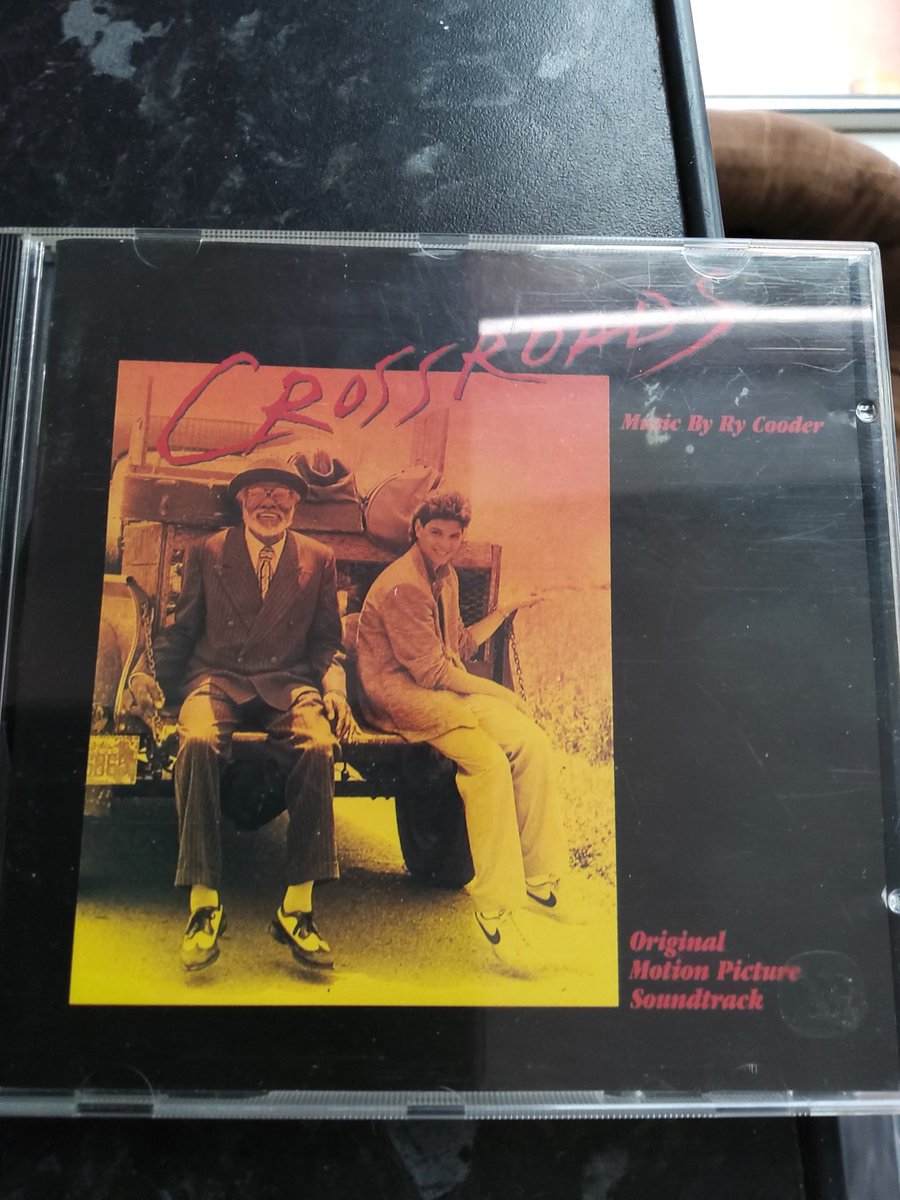 CROSSROADS
Music By Ry Cooder
Original
Motion Picture
Soundtrack